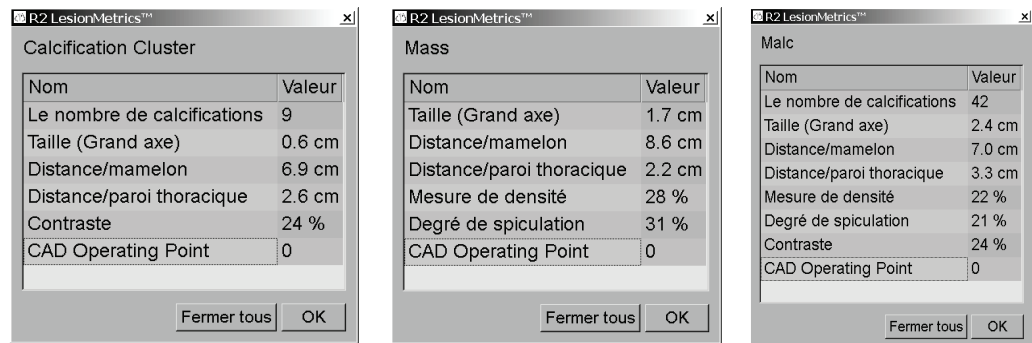 R2 LesionMetrics™
Calcification Cluster
Nom Valeur
Le nombre de calcifications 9
Taille (Grand axe) 0.6 cm
Distance/mamelon 6.9 cm
Distance/paroi thoracique 2.6 cm
Contraste 24 %
CAD Operating Point 0
Fermer tous OK
R2 LesionMetrics™
Mass
Nom Valeur
Taille (Grand axe) 1.7 cm
Distance/mamelon 8.6 cm
Distance/paroi thoracique 2.2 cm
Mesure de densité 28 %
Degré de spiculation 31 %
CAD Operating Point 0
Fermer tous OK
R2 LesionMetrics™
Malc
Nom Valeur
Le nombre de calcifications 42
Taille (Grand axe) 2.4 cm
Distance/mamelon 7.0 cm
Distance/paroi thoracique 3.3 cm
Mesure de densité 22 %
Degré de spiculation 21 %
Contraste 24 %
CAD Operating Point 0
Fermer tous OK